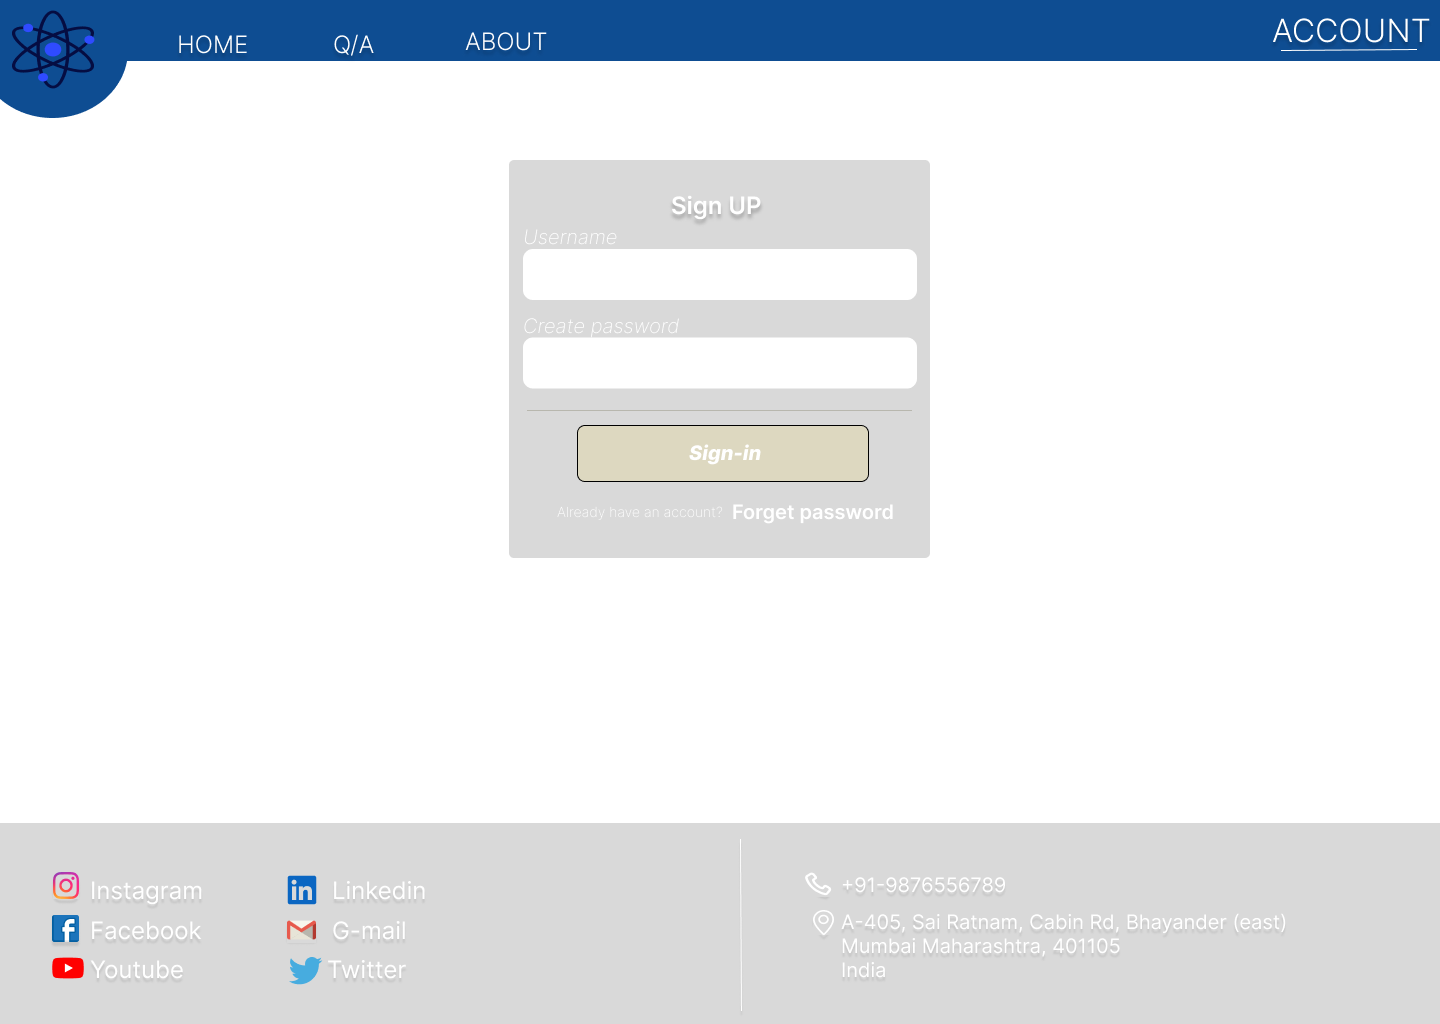 HOME
Q/A
ABOUT
ACCOUNT
Sign UP
Username
Create password
Sign-in
Already have an account? Forget password
Instagram
Facebook
Youtube
Linkedin
G-mail
Twitter
+91-9876556789
A-405, Sai Ratnam, Cabin Rd, Bhayander (east)
Mumbai Maharashtra, 401105
India